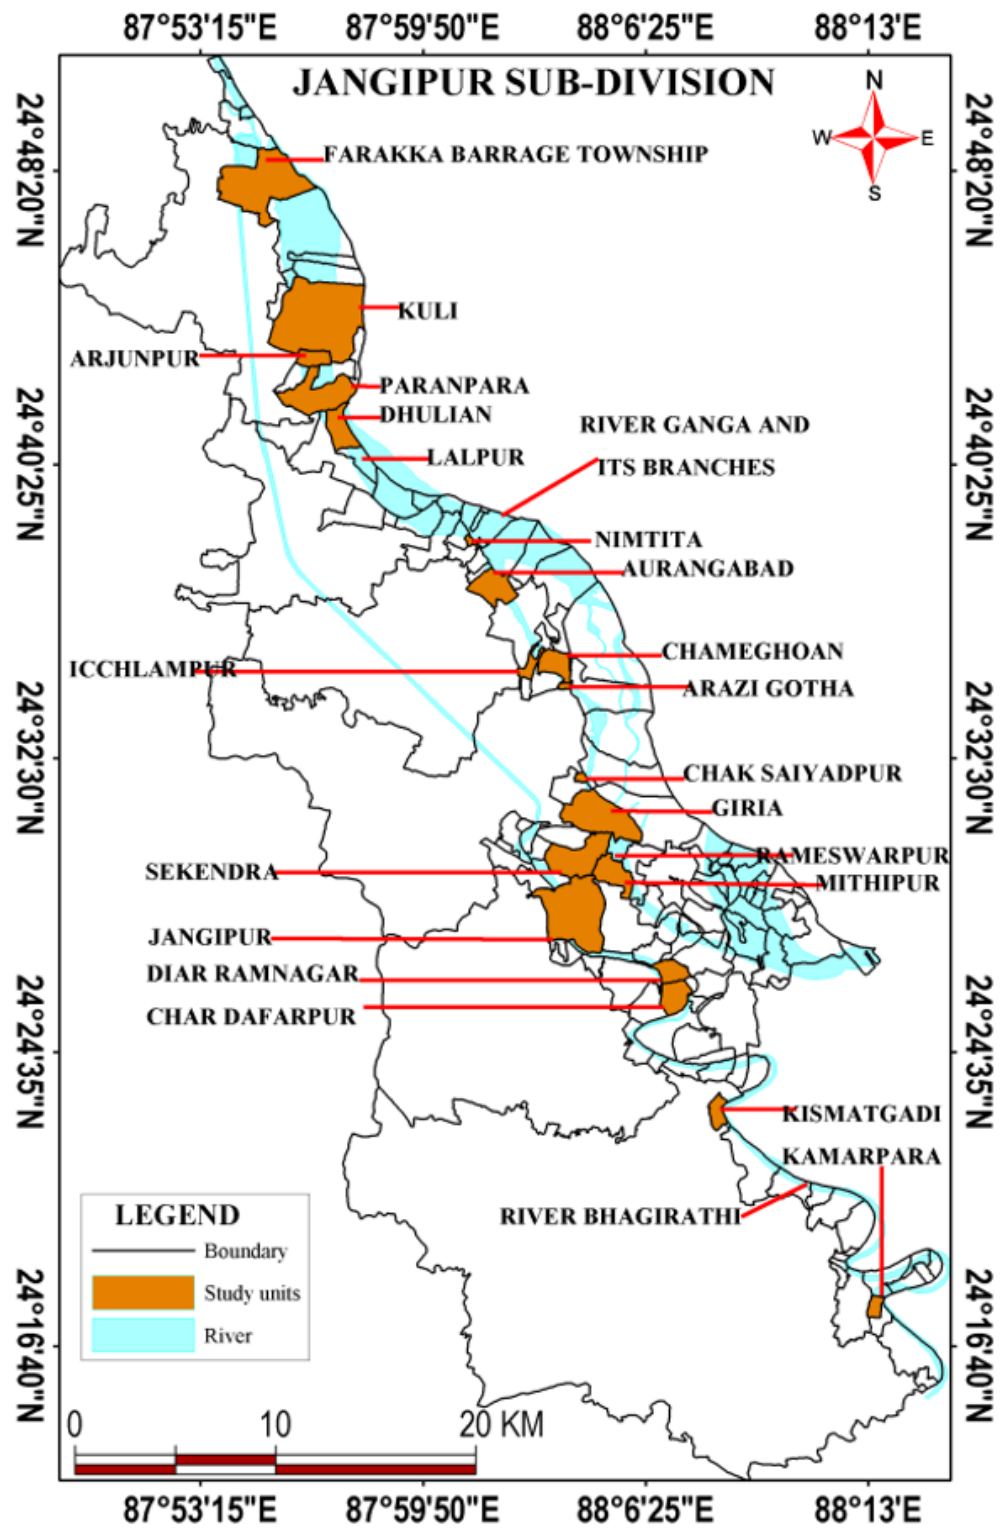 87°53'15"E 87°59'50"E 88°6'25"E 88°13'E
JANGIPUR SUB-DIVISION
N
W E
S
24°48'20"N
24°48'20"N
FARAKKA BARRAGE TOWNSHIP
KULI
ARJUNPUR
PARANPARA
DHULIAN
RIVER GANGA AND
ITS BRANCHES
LALPUR
24°40'25"N
24°40'25"N
NIMTITA
AURANGABAD
CHAMEGHOAN
ICCHLAMPUR
ARAZI GOTHA
24°32'30"N
24°32'30"N
CHAK SAIYADPUR
GIRIA
RAMESWARPUR
SEKENDRA
MITHIPUR
JANGIPUR
DIAR RAMNAGAR
CHAR DAFARPUR
24°24'35"N
24°24'35"N
KISMATGADI
KAMARPARA
RIVER BHAGIRATHI
LEGEND
Boundary
Study units
River
24°16'40"N
24°16'40"N
0 10 20 KM
87°53'15"E 87°59'50"E 88°6'25"E 88°13'E